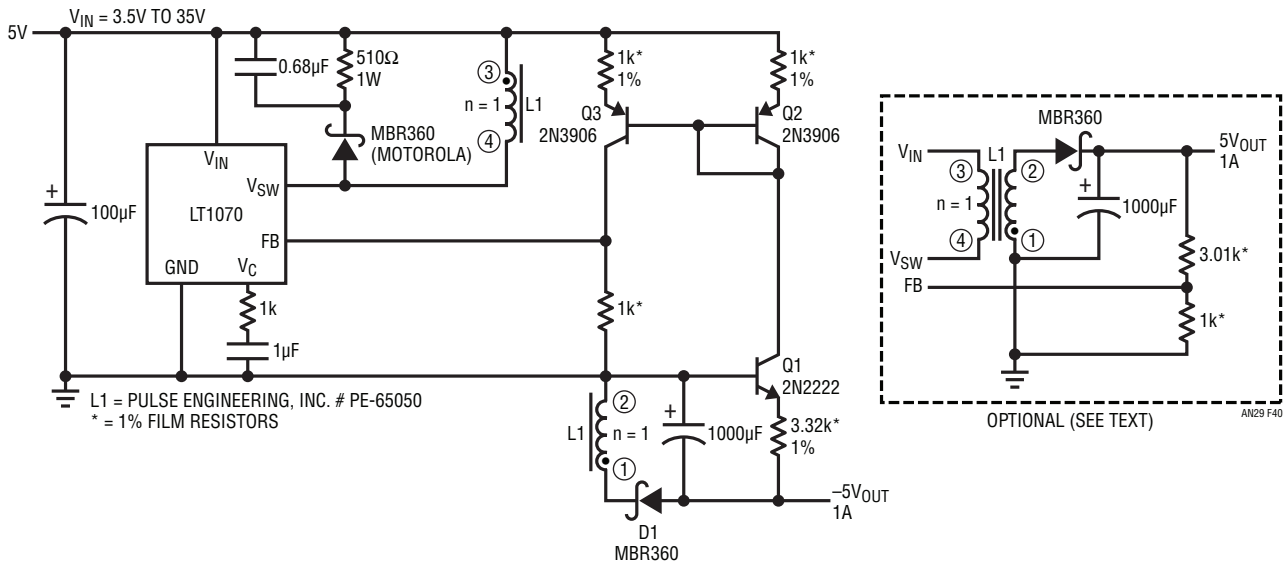 V_IN = 3.5V TO 35V
5V
0.68µF
510Ω
1W
3
n = 1
L1
4
1k*
1%
1k*
1%
Q3
2N3906
Q2
2N3906
MBR360
(MOTOROLA)
+
100µF
V_IN
V_SW
LT1070
FB
GND
V_C
1k
1µF
1k*
Q1
2N2222
L1 = PULSE ENGINEERING, INC. # PE-65050
* = 1% FILM RESISTORS
2
L1
n = 1
1
+
1000µF
3.32k*
1%
–5V_OUT
1A
D1
MBR360
MBR360
V_IN
3
L1
2
n = 1
4
1
V_SW
FB
+
1000µF
5V_OUT
1A
3.01k*
1k*
OPTIONAL (SEE TEXT)
AN29 F40